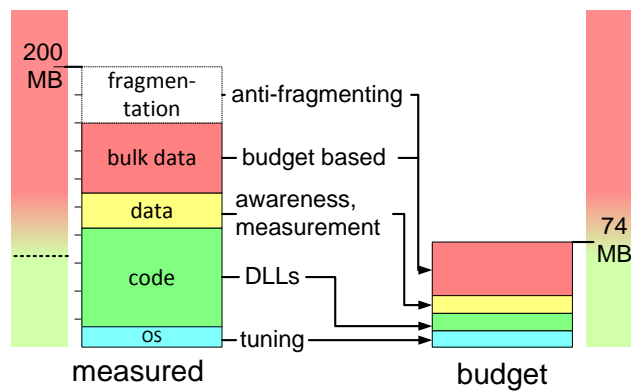 200
MB
fragmen-
tation
anti-fragmenting
bulk data
budget based
data
awareness,
measurement
74
MB
code
DLLs
OS
tuning
measured
budget